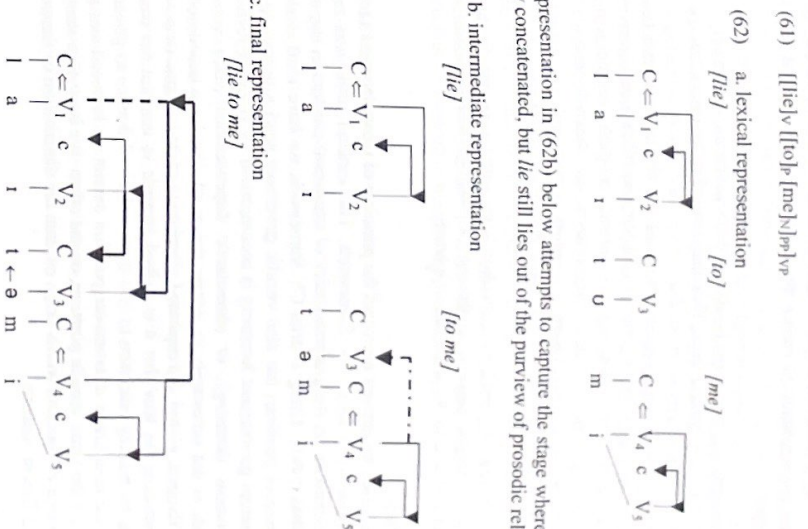 (61) [[lie]V [[to]P [me]N]PP]VP
(62) a. lexical representation
[lie] [to] [me]
C ⇐ V₁ c V₂ C V₃ C ⇐ V₄ c V₅
l a ɪ t ʊ m i
presentation in (62b) below attempts to capture the stage where
concatenated, but lie still lies out of the purview of prosodic rel
b. intermediate representation
[lie] [to me]
C ⇐ V₁ c V₂ C V₃ C ⇐ V₄ c V₅
l a ɪ t ə m i
c. final representation
[lie to me]
C ⇐ V₁ c V₂ C V₃ C ⇐ V₄ c V₅
l a ɪ t ← ə m i